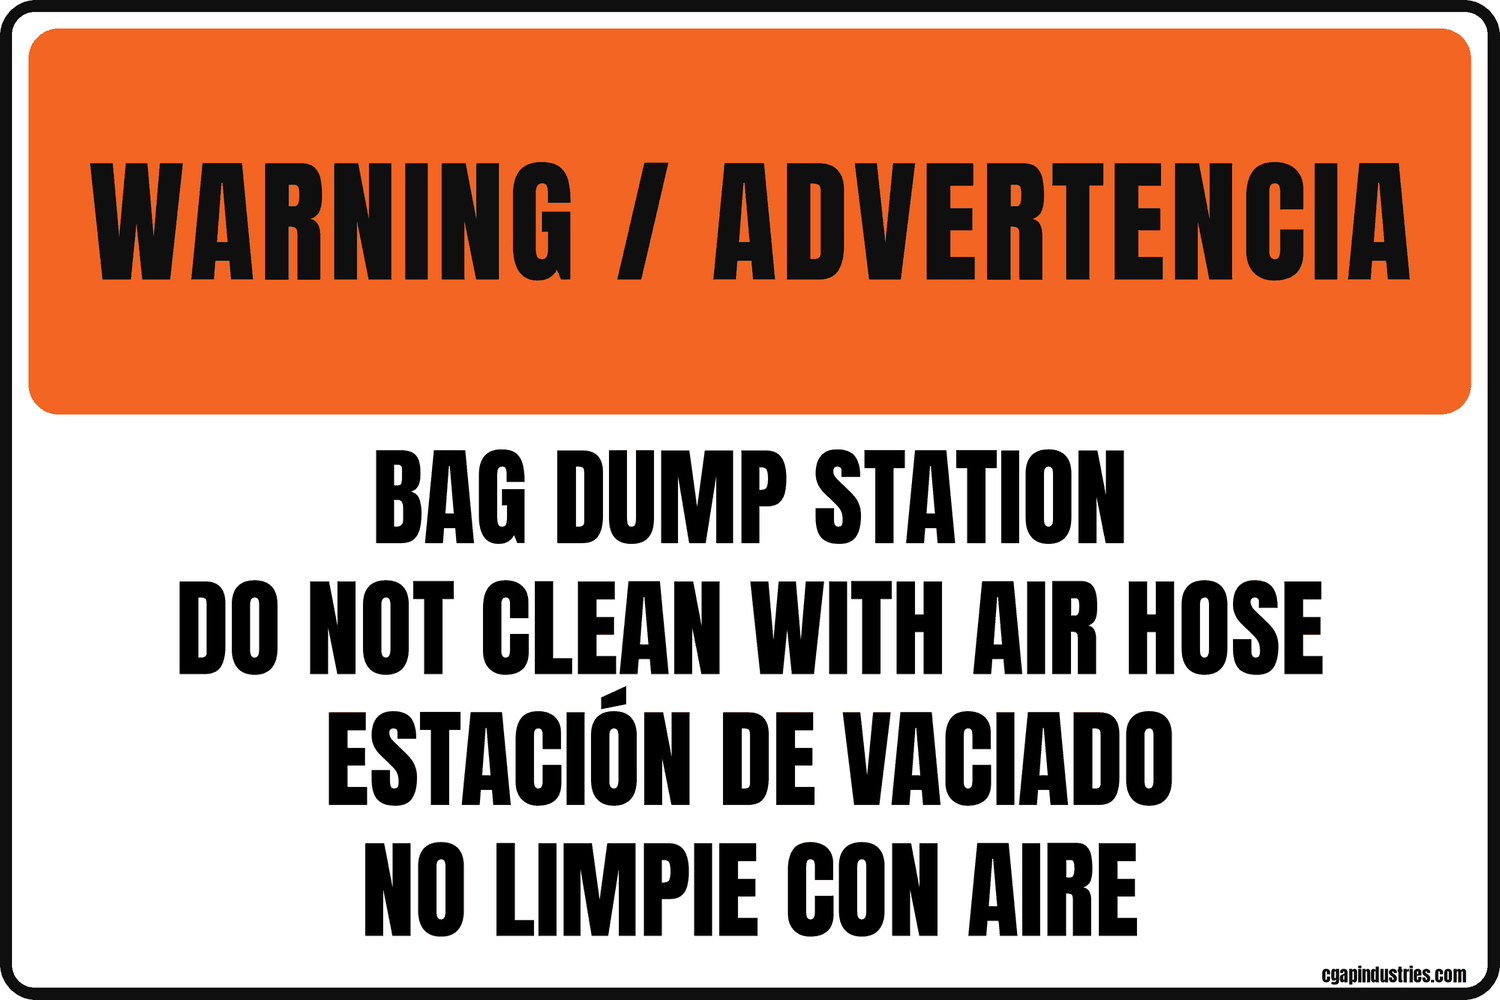 WARNING / ADVERTENCIA
BAG DUMP STATION
DO NOT CLEAN WITH AIR HOSE
ESTACIÓN DE VACIADO
NO LIMPIE CON AIRE
cgapindustries.com